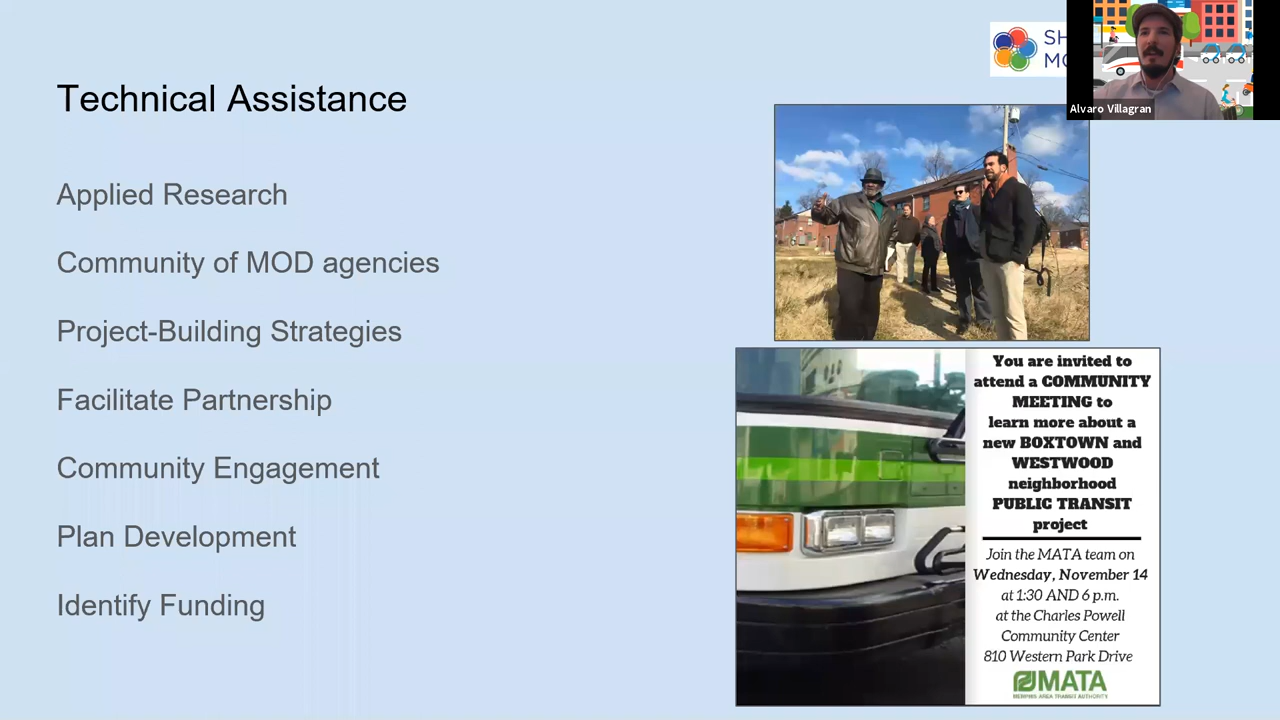 Technical Assistance
Applied Research
Community of MOD agencies
Project-Building Strategies
Facilitate Partnership
Community Engagement
Plan Development
Identify Funding
SH
MO
Alvaro Villagran
You are invited to
attend a COMMUNITY
MEETING to
learn more about a
new BOXTOWN and
WESTWOOD
neighborhood
PUBLIC TRANSIT
project
Join the MATA team on
Wednesday, November 14
at 1:30 AND 6 p.m.
at the Charles Powell
Community Center
810 Western Park Drive
MATA
MEMPHIS AREA TRANSIT AUTHORITY